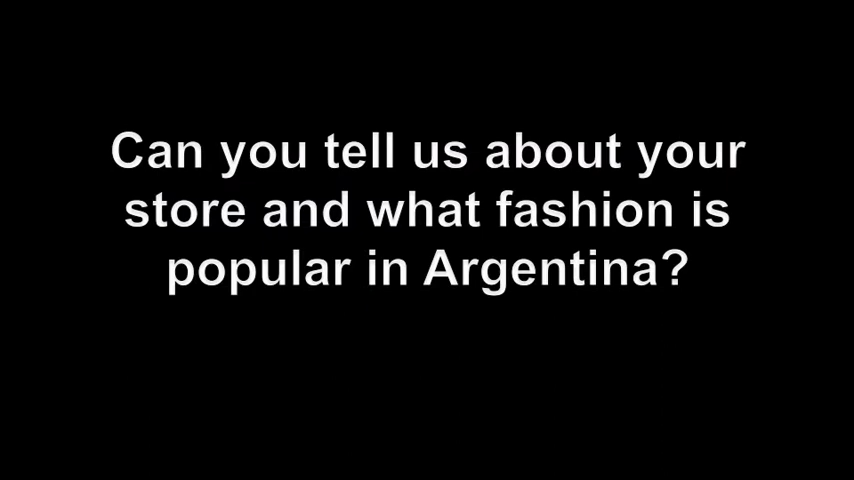 Can you tell us about your
store and what fashion is
popular in Argentina?